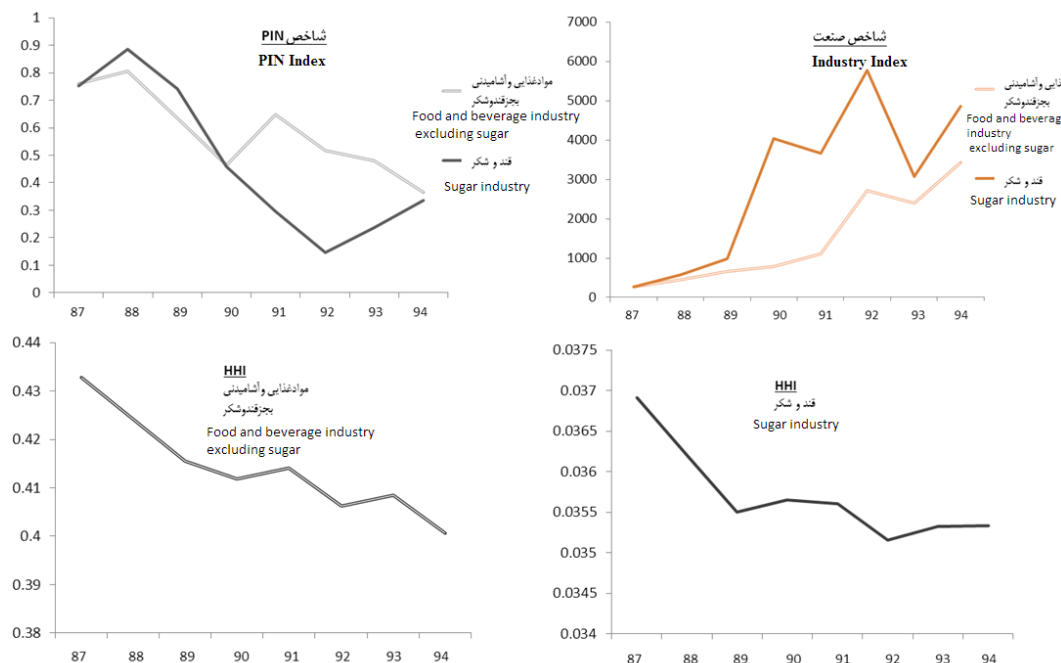 شاخص PIN
PIN Index
1
0.9
0.8
0.7
0.6
0.5
0.4
0.3
0.2
0.1
0
موادغذایی وآشامیدنی
بجزقندوشکر
Food and beverage industry
excluding sugar
قند و شکر
Sugar industry
87 88 89 90 91 92 93 94
شاخص صنعت
Industry Index
7000
6000
5000
4000
3000
2000
1000
0
ذایی وآشامیدنی
بجزقندوشکر
Food and beverag
industry
excluding sugar
قند و شکر
Sugar industry
87 88 89 90 91 92 93 94
0.44
0.43
0.42
0.41
0.4
0.39
0.38
HHI
موادغذایی وآشامیدنی
بجزقندوشکر
Food and beverage industry
excluding sugar
87 88 89 90 91 92 93 94
0.0375
0.037
0.0365
0.036
0.0355
0.035
0.0345
0.034
HHI
قند و شکر
Sugar industry
87 88 89 90 91 92 93 94